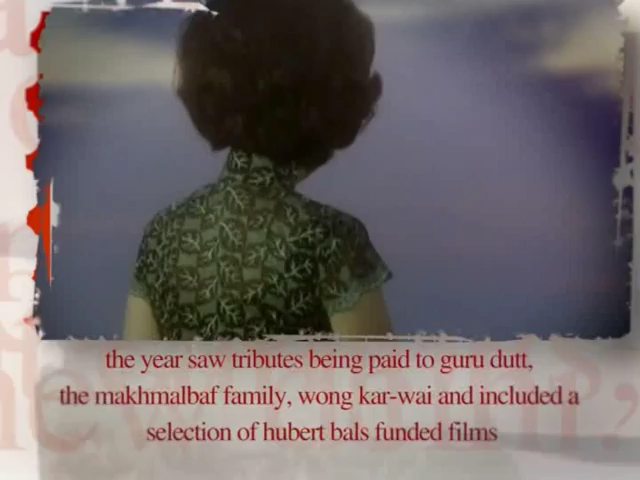 the year saw tributes being paid to guru dutt,
the makhmalbaf family, wong kar-wai and included a
selection of hubert bals funded films